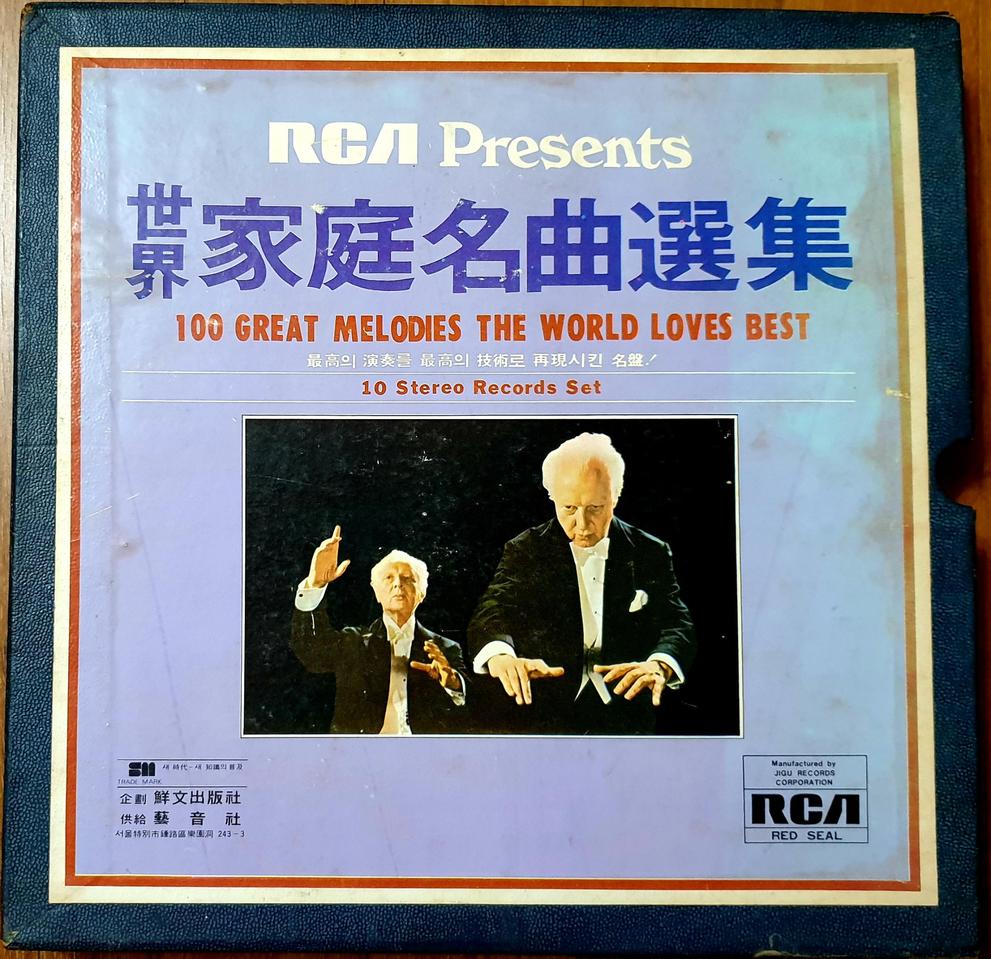 RCA Presents
世界 家庭名曲選集
100 GREAT MELODIES THE WORLD LOVES BEST
最高의 演奏를 最高의 技術로 再現시킨 名盤!
10 Stereo Records Set
SM 새 時代-새 知識의 普及
TRADE MARK
企劃 鮮文出版社
供給 藝音社
서울特別市鍾路區樂園洞 243-3
Manufactured by
JIGU RECORDS
CORPORATION
RCA
RED SEAL